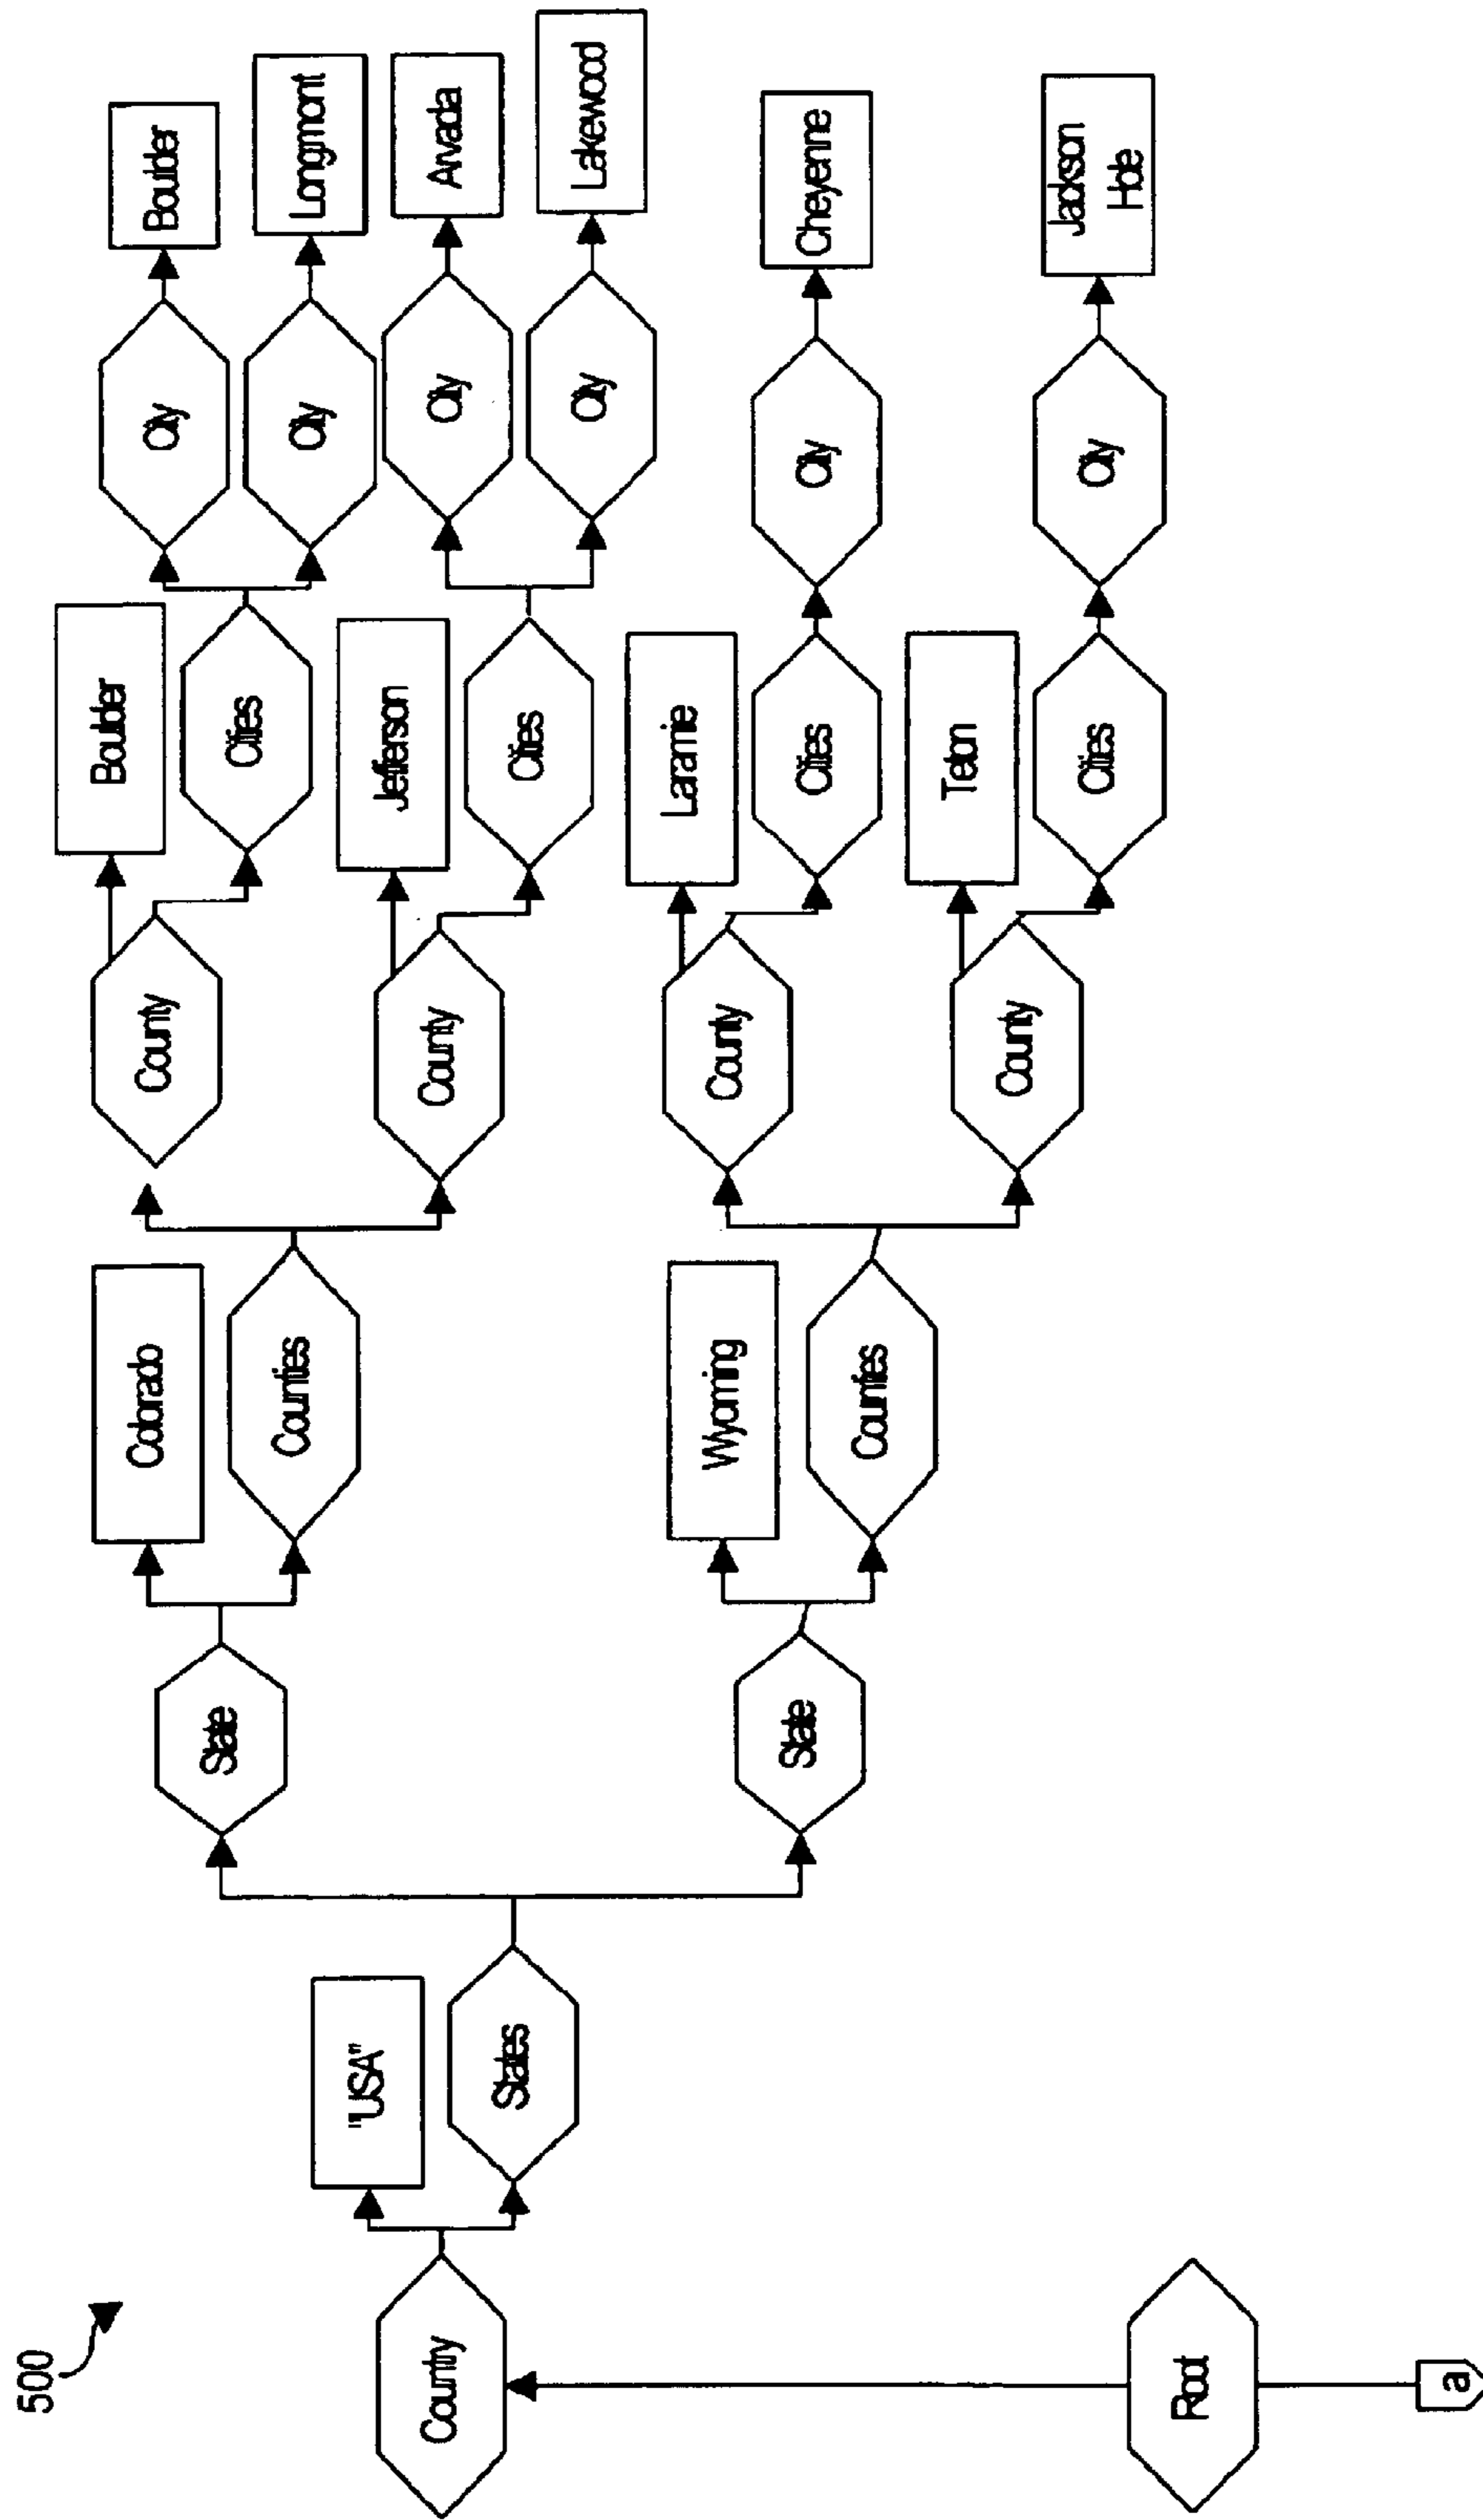 500
Boulder
Colorado
County
City
Boulder
State
Cities
Counties
City
Longmont
"USA"
Jefferson
Country
County
City
Arvada
States
Cities
City
Lakewood
Laramie
Wyoming
County
State
Cities
City
Cheyenne
Counties
Teton
County
Cities
City
Jackson
Hole
Root
a